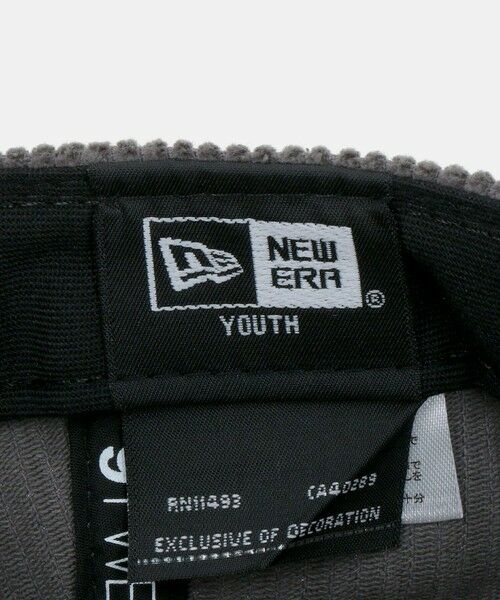 NEW
ERA
®
YOUTH
RN11493 CA40289
EXCLUSIVE OF DECORATION